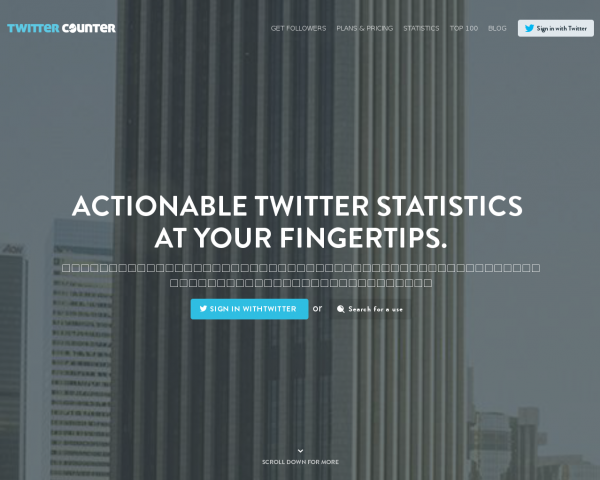 TWITTER COUNTER
GET FOLLOWERS PLANS & PRICING STATISTICS TOP 100 BLOG Sign in with Twitter
ACTIONABLE TWITTER STATISTICS
AT YOUR FINGERTIPS.
SIGN IN WITHTWITTER or Search for a use
SCROLL DOWN FOR MORE